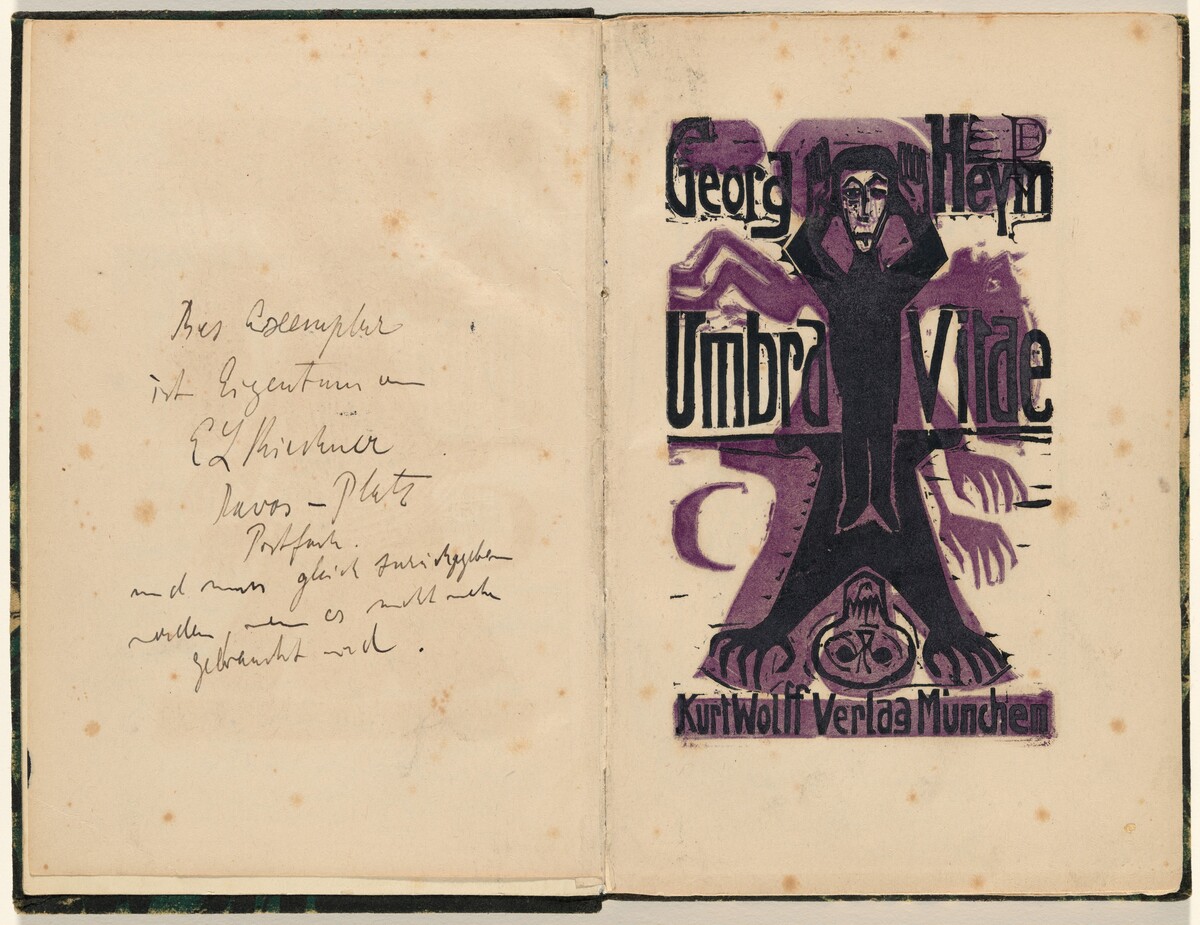 Dies Exemplar
ist Eigentum von
E L Kirchner
Davos – Platz
Postfach.
und muss gleich zurückgegeben
werden wenn es nicht mehr
gebraucht wird.
Georg Heym
Umbra Vitae
Kurt Wolff Verlag München